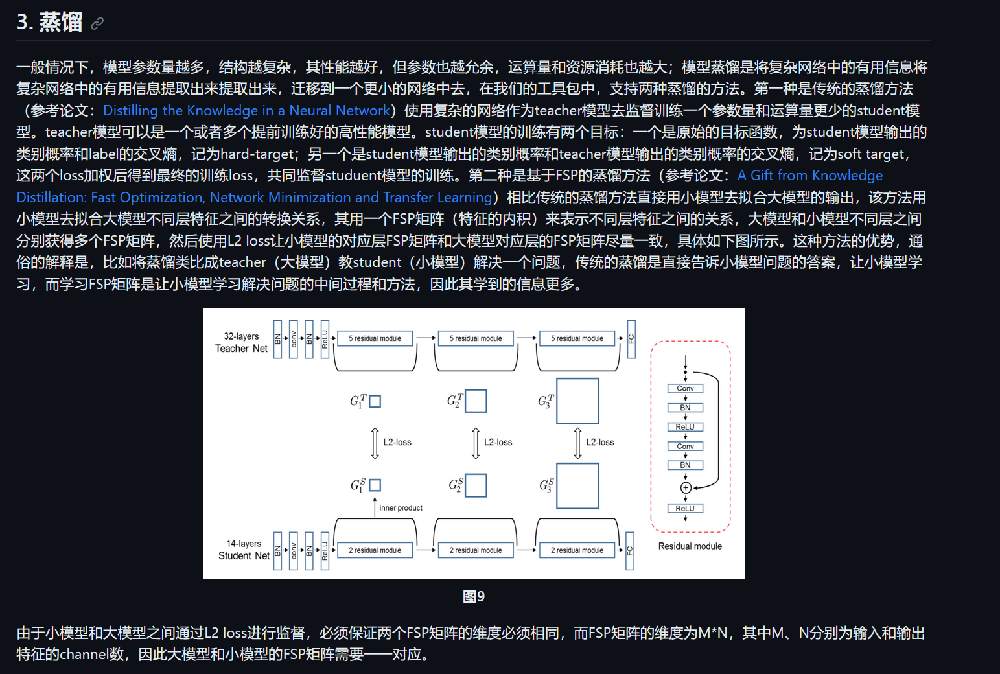 3. 蒸馏
一般情况下，模型参数量越多，结构越复杂，其性能越好，但参数也越允余，运算量和资源消耗也越大；模型蒸馏是将复杂网络中的有用信息将
复杂网络中的有用信息提取出来提取出来，迁移到一个更小的网络中去，在我们的工具包中，支持两种蒸馏的方法。第一种是传统的蒸馏方法
（参考论文：Distilling the Knowledge in a Neural Network）使用复杂的网络作为teacher模型去监督训练一个参数量和运算量更少的student模
型。teacher模型可以是一个或者多个提前训练好的高性能模型。student模型的训练有两个目标：一个是原始的目标函数，为student模型输出的
类别概率和label的交叉熵，记为hard-target；另一个是student模型输出的类别概率和teacher模型输出的类别概率的交叉熵，记为soft target，
这两个loss加权后得到最终的训练loss，共同监督studuent模型的训练。第二种是基于FSP的蒸馏方法（参考论文：A Gift from Knowledge
Distillation: Fast Optimization, Network Minimization and Transfer Learning）相比传统的蒸馏方法直接用小模型去拟合大模型的输出，该方法用
小模型去拟合大模型不同层特征之间的转换关系，其用一个FSP矩阵（特征的内积）来表示不同层特征之间的关系，大模型和小模型不同层之间
分别获得多个FSP矩阵，然后使用L2 loss让小模型的对应层FSP矩阵和大模型对应层的FSP矩阵尽量一致，具体如下图所示。这种方法的优势，通
俗的解释是，比如将蒸馏类比成teacher（大模型）教student（小模型）解决一个问题，传统的蒸馏是直接告诉小模型问题的答案，让小模型学
习，而学习FSP矩阵是让小模型学习解决问题的中间过程和方法，因此其学到的信息更多。
32-layers
Teacher Net
BN
conv
BN
ReLU
5 residual module
5 residual module
5 residual module
FC
G₁ᵀ
G₂ᵀ
G₃ᵀ
L2-loss
L2-loss
L2-loss
G₁ˢ
G₂ˢ
G₃ˢ
inner product
14-layers
Student Net
BN
conv
BN
ReLU
2 residual module
2 residual module
2 residual module
FC
Conv
BN
ReLU
Conv
BN
+
ReLU
Residual module
图9
由于小模型和大模型之间通过L2 loss进行监督，必须保证两个FSP矩阵的维度必须相同，而FSP矩阵的维度为M*N，其中M、N分别为输入和输出
特征的channel数，因此大模型和小模型的FSP矩阵需要一一对应。